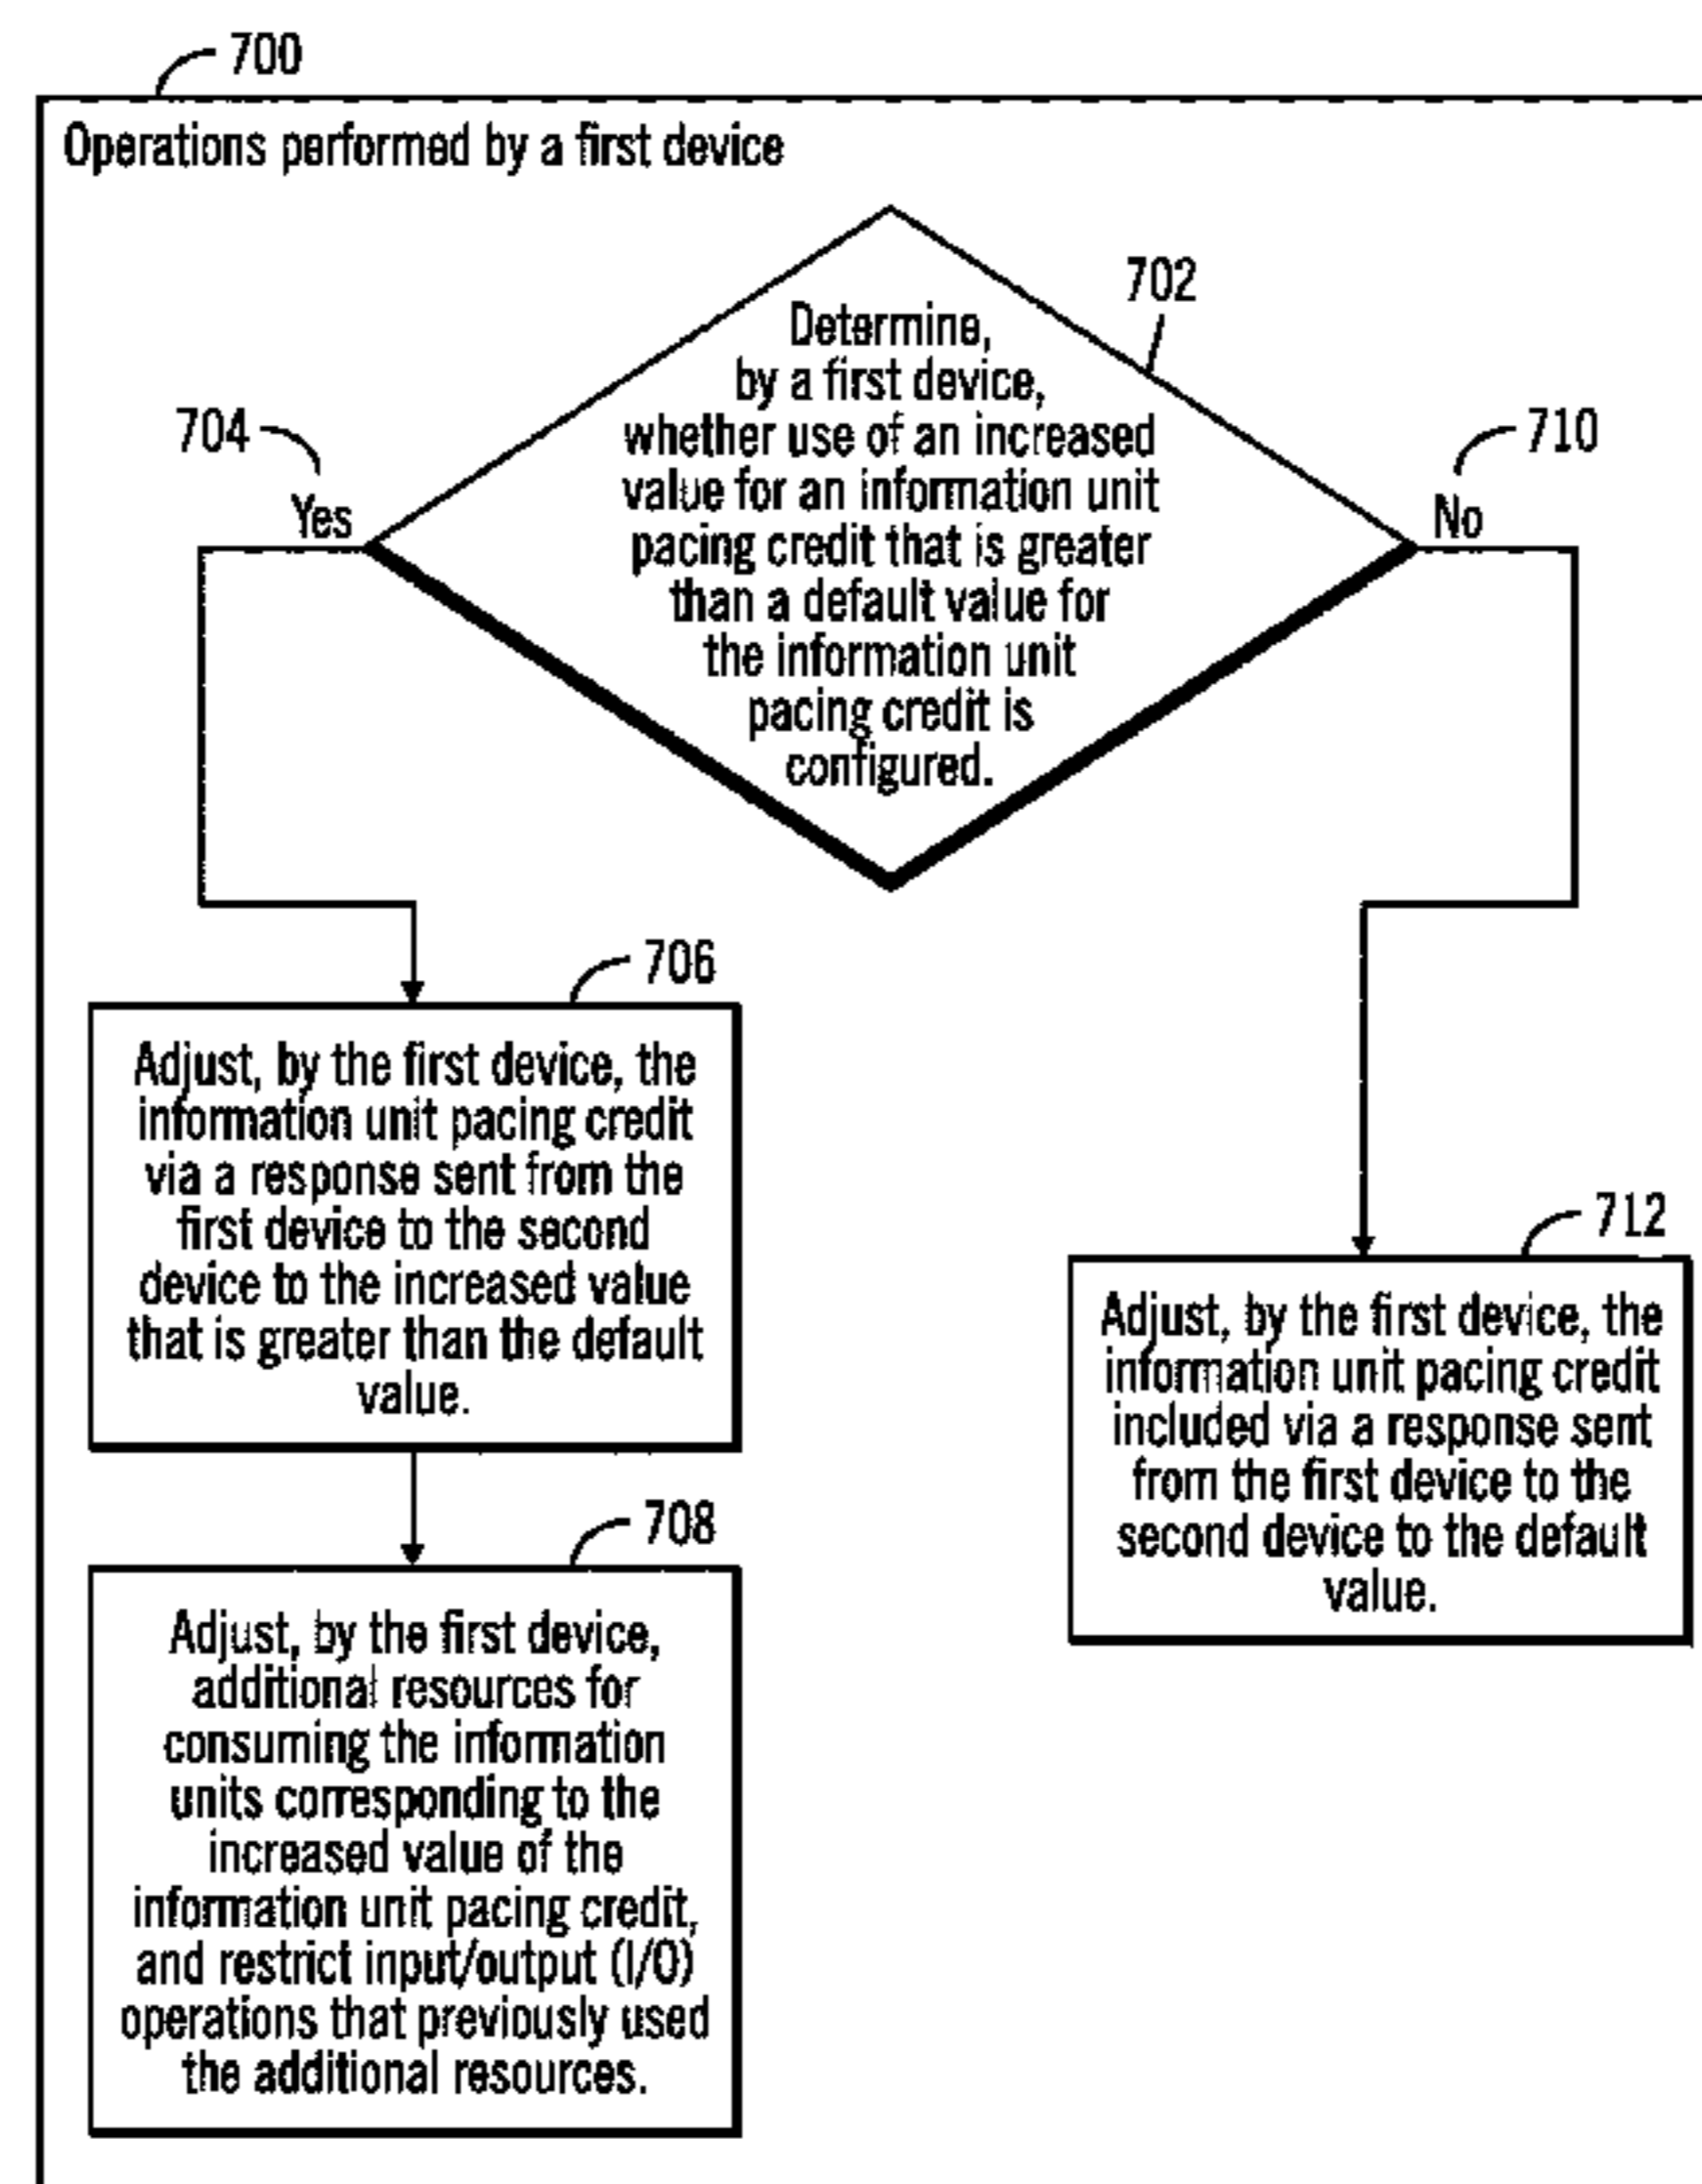 700
Operations performed by a first device
702
Determine,
by a first device,
whether use of an increased
value for an information unit
pacing credit that is greater
than a default value for
the information unit
pacing credit is
configured.
704
Yes
710
No
706
Adjust, by the first device, the
information unit pacing credit
via a response sent from the
first device to the second
device to the increased value
that is greater than the default
value.
708
Adjust, by the first device,
additional resources for
consuming the information
units corresponding to the
increased value of the
information unit pacing credit,
and restrict input/output (I/O)
operations that previously used
the additional resources.
712
Adjust, by the first device, the
information unit pacing credit
included via a response sent
from the first device to the
second device to the default
value.